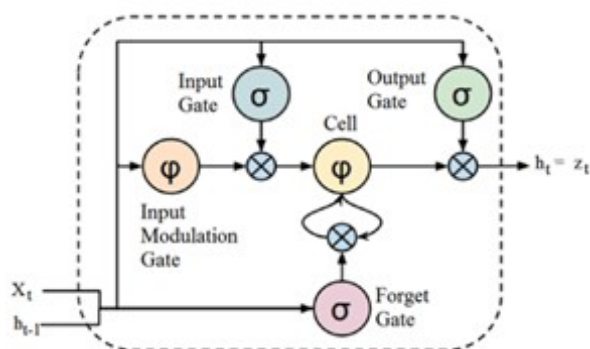 Input
Gate
σ
Output
Gate
σ
Cell
φ
φ
h_t = z_t
Input
Modulation
Gate
X_t
h_t-1
σ
Forget
Gate